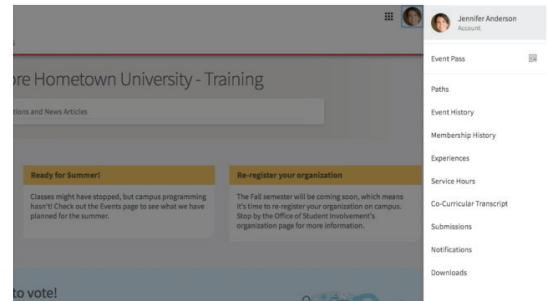 Jennifer Anderson
Account
Event Pass
ore Hometown University - Training
Paths
tions and News Articles
Event History
Membership History
Experiences
Ready for Summer!
Re-register your organization
Service Hours
Classes might have stopped, but campus programming
hasn't! Check out the Events page to see what we have
planned for the summer.
The Fall semester will be coming soon, which means
it's time to re-register your organization on campus.
Stop by the Office of Student Involvement's
organization page for more information.
Co-Curricular Transcript
Submissions
Notifications
Downloads
to vote!